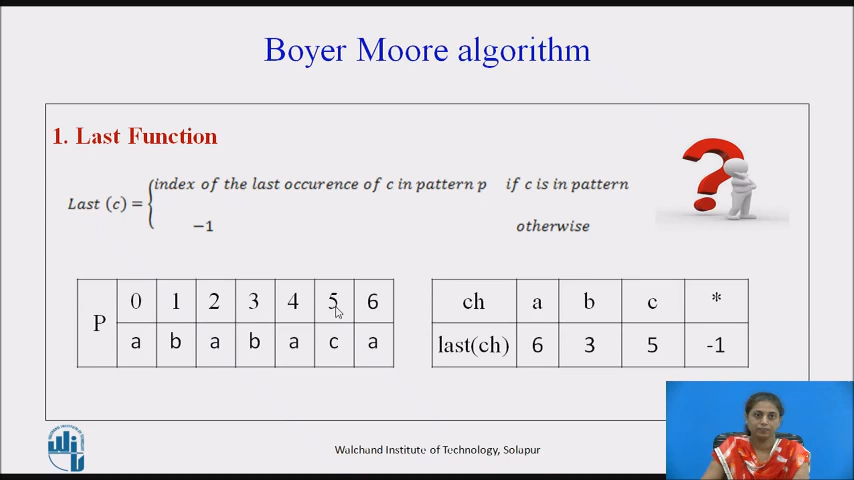 Boyer Moore algorithm
1. Last Function
Last (c) = { index of the last occurence of c in pattern p if c is in pattern
−1 otherwise
P 0 1 2 3 4 5 6
a b a b a c a
ch a b c *
last(ch) 6 3 5 -1
Walchand Institute of Technology, Solapur